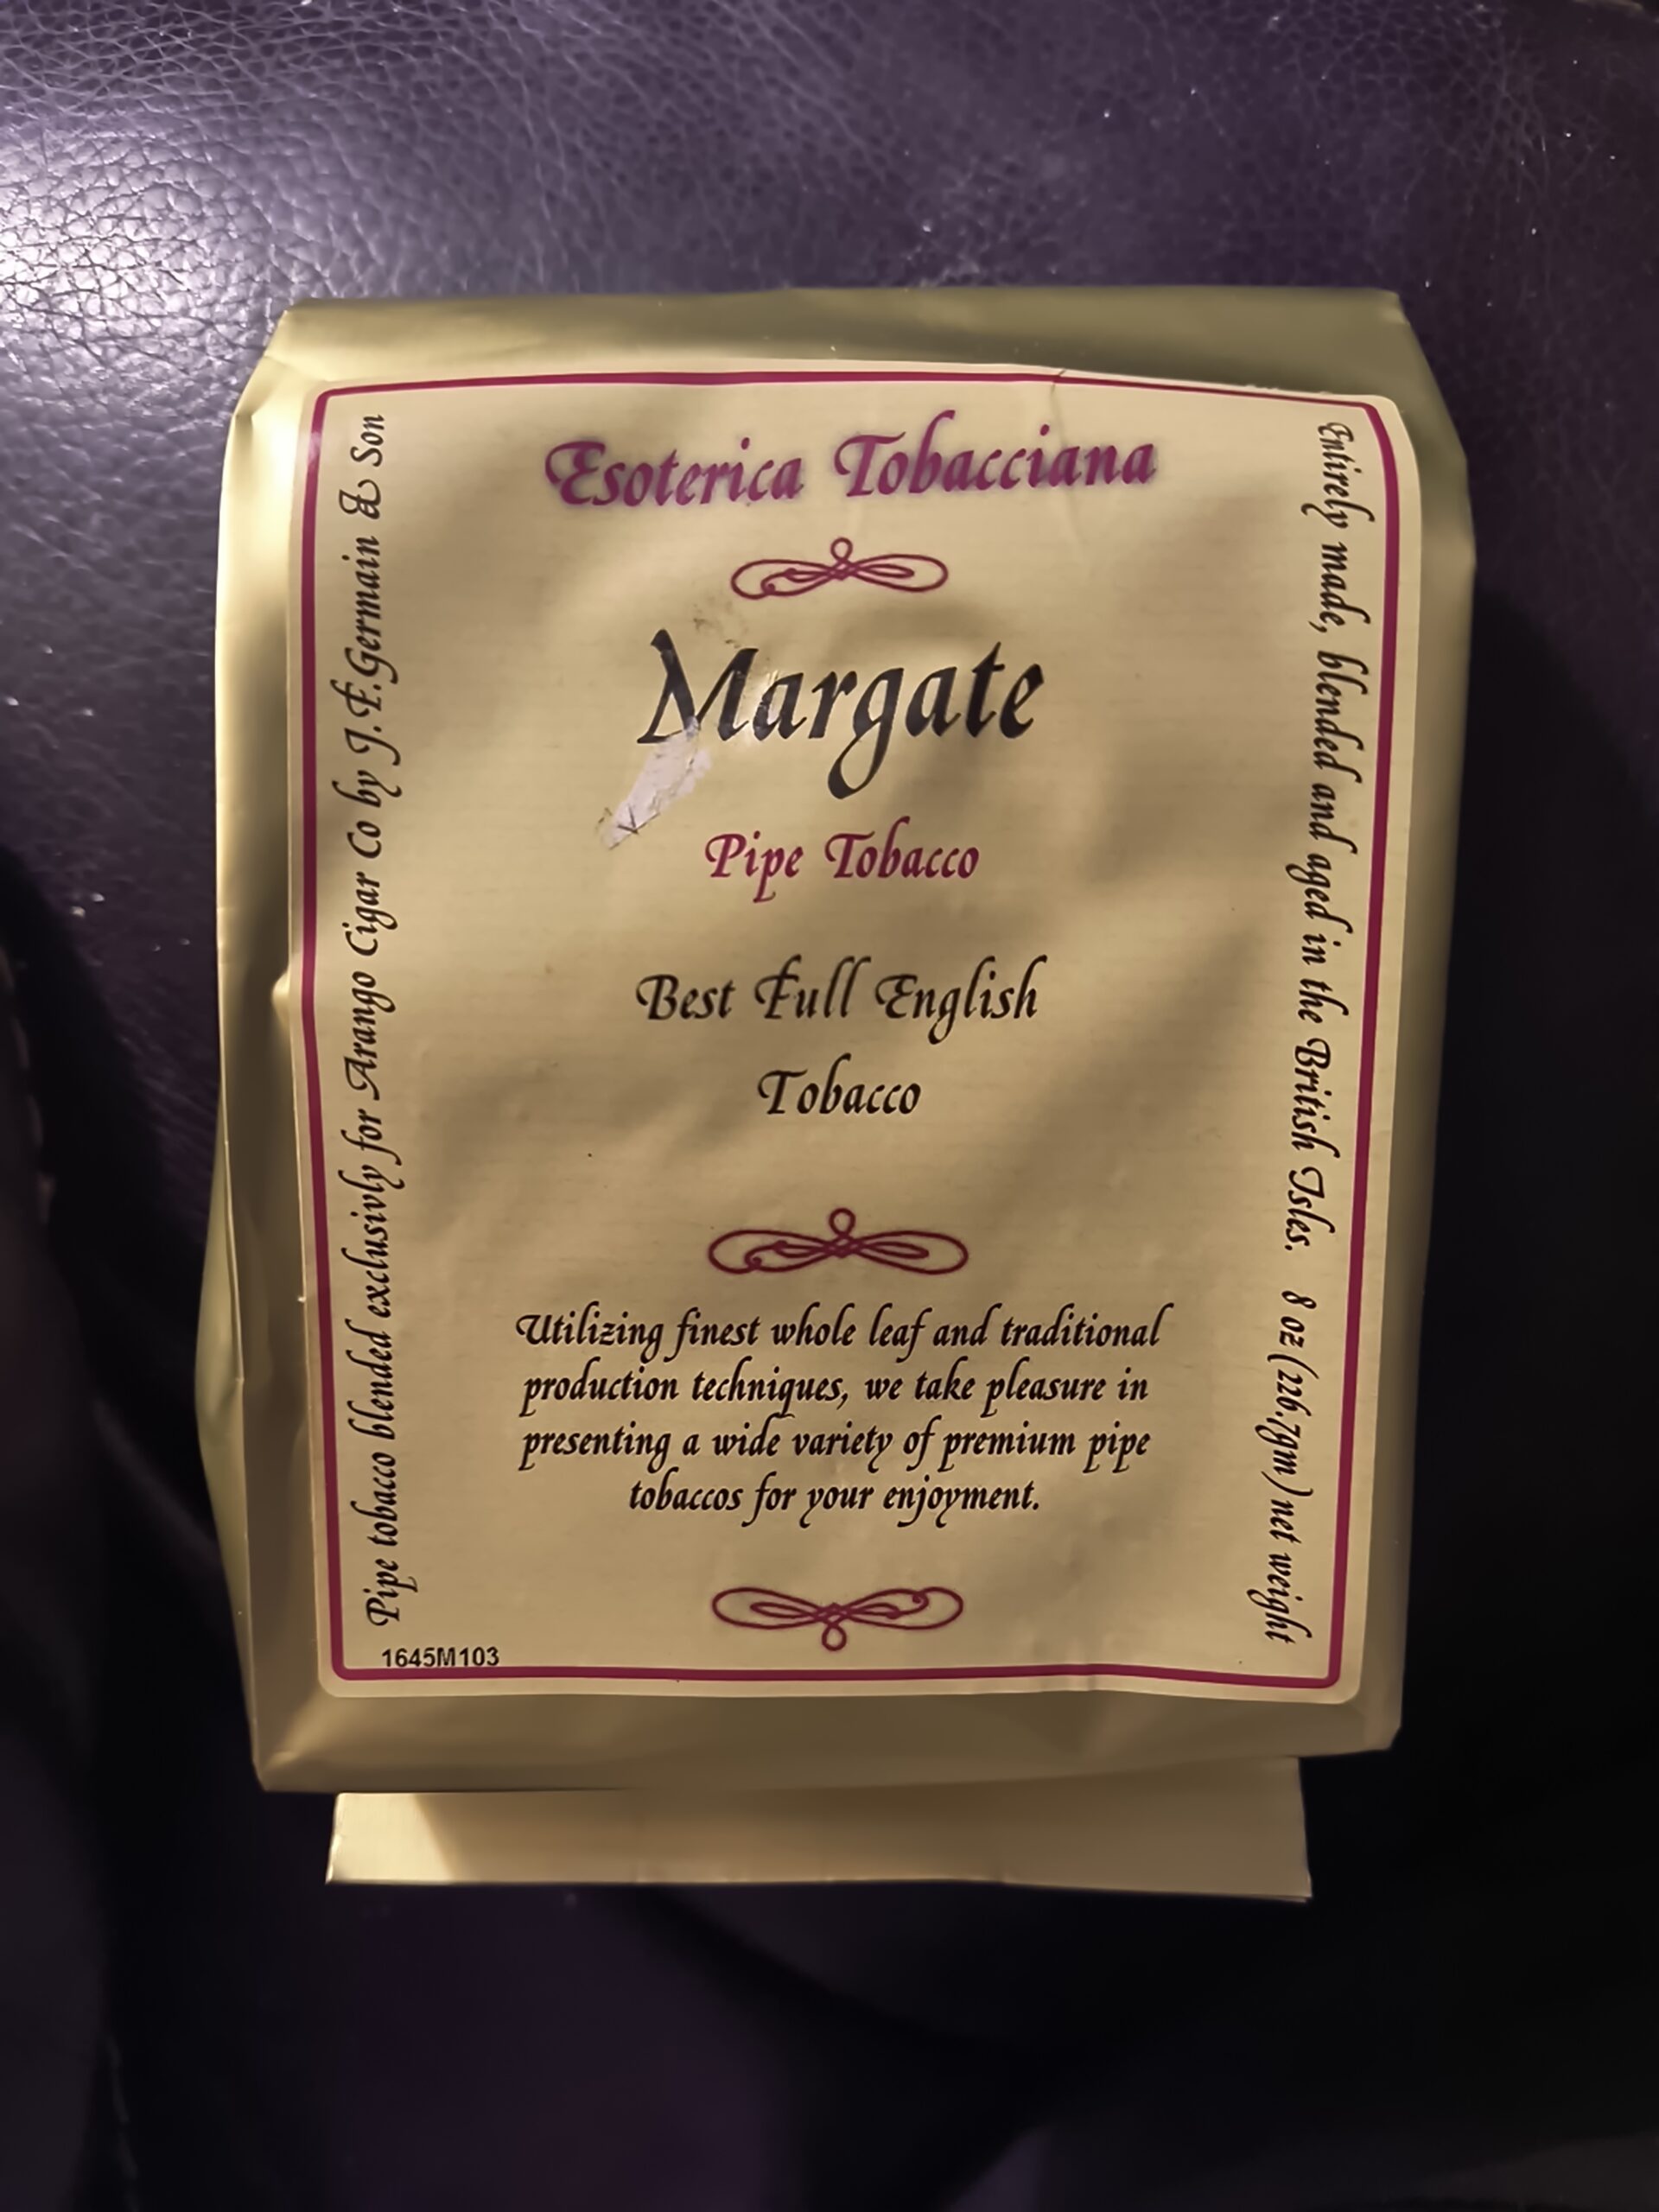 Esoterica Tobacciana
Margate
Pipe Tobacco
Best Full English
Tobacco
Utilizing finest whole leaf and traditional
production techniques, we take pleasure in
presenting a wide variety of premium pipe
tobaccos for your enjoyment.
Pipe tobacco blended exclusivly for Arango Cigar Co by J.F.Germain & Son
Entirely made, blended and aged in the British Isles. 8 oz (226.7gm) net weight
1645M103